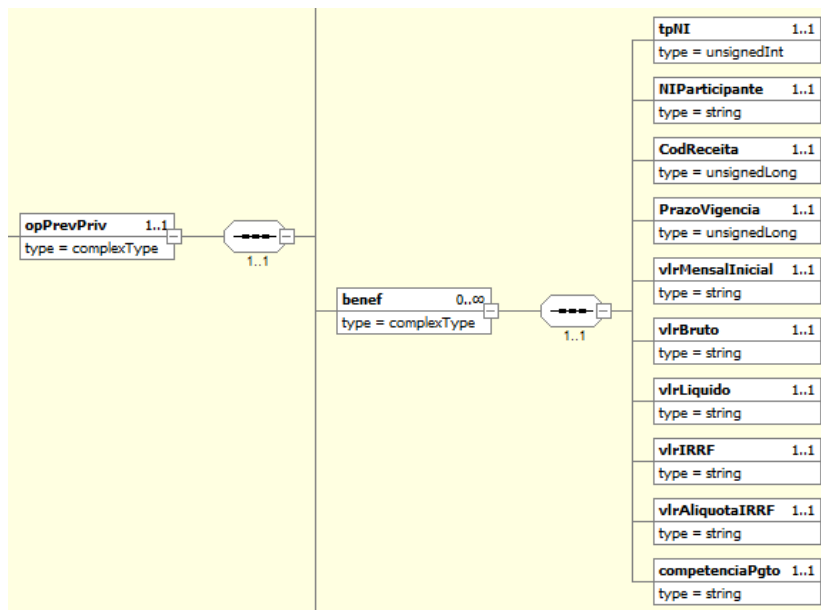 opPrevPriv 1..1
type = complexType
1..1
benef 0..∞
type = complexType
1..1
tpNI 1..1
type = unsignedInt
NIParticipante 1..1
type = string
CodReceita 1..1
type = unsignedLong
PrazoVigencia 1..1
type = unsignedLong
vlrMensalInicial 1..1
type = string
vlrBruto 1..1
type = string
vlrLiquido 1..1
type = string
vlrIRRF 1..1
type = string
vlrAliquotaIRRF 1..1
type = string
competenciaPgto 1..1
type = string